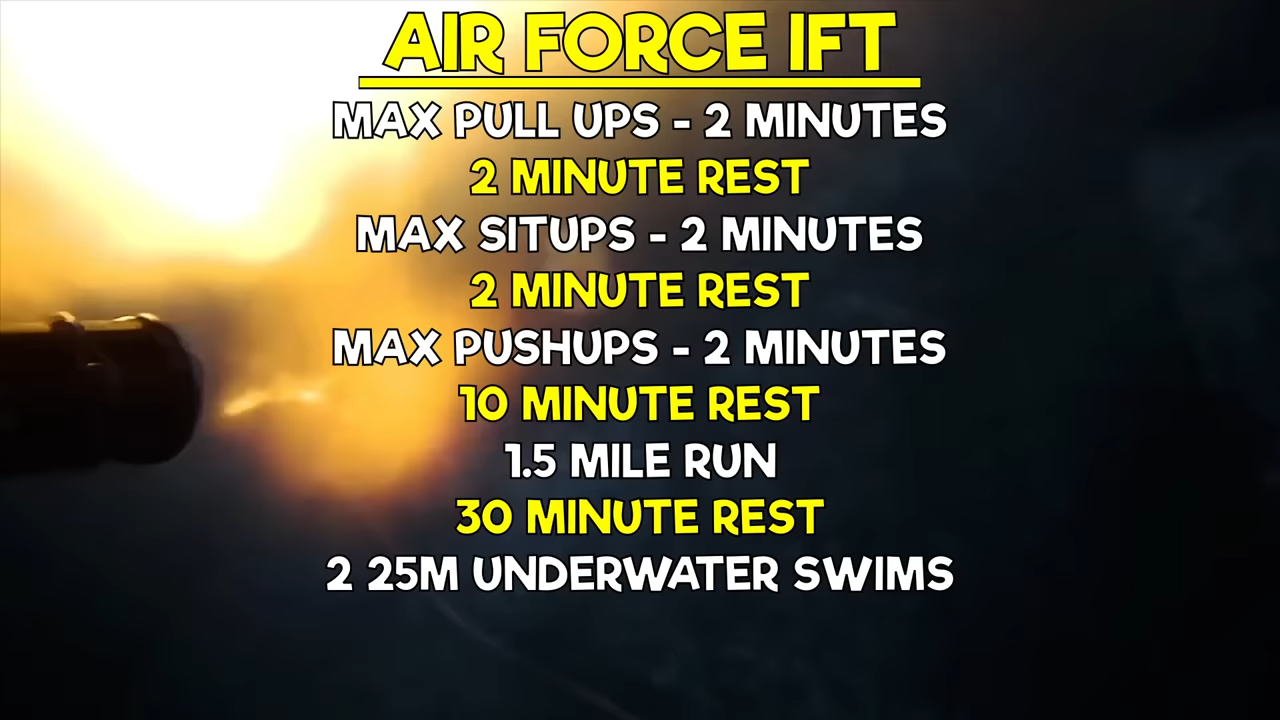 AIR FORCE IFT
MAX PULL UPS - 2 MINUTES
2 MINUTE REST
MAX SITUPS - 2 MINUTES
2 MINUTE REST
MAX PUSHUPS - 2 MINUTES
10 MINUTE REST
1.5 MILE RUN
30 MINUTE REST
2 25M UNDERWATER SWIMS